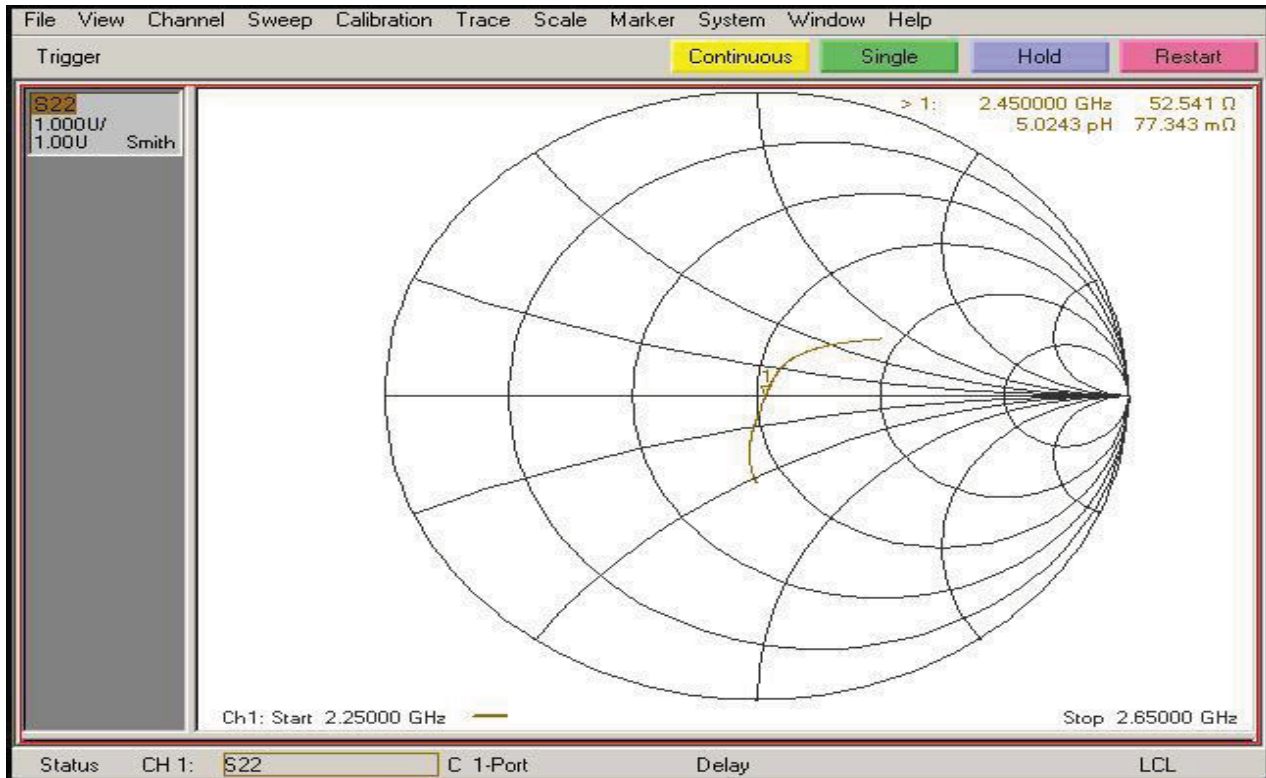 File View Channel Sweep Calibration Trace Scale Marker System Window Help
Trigger Continuous Single Hold Restart
S22
1.000U/
1.00U Smith
> 1: 2.450000 GHz 52.541 Ω
5.0243 pH 77.343 mΩ
1
Ch1: Start 2.25000 GHz Stop 2.65000 GHz
Status CH 1: S22 C 1-Port Delay LCL